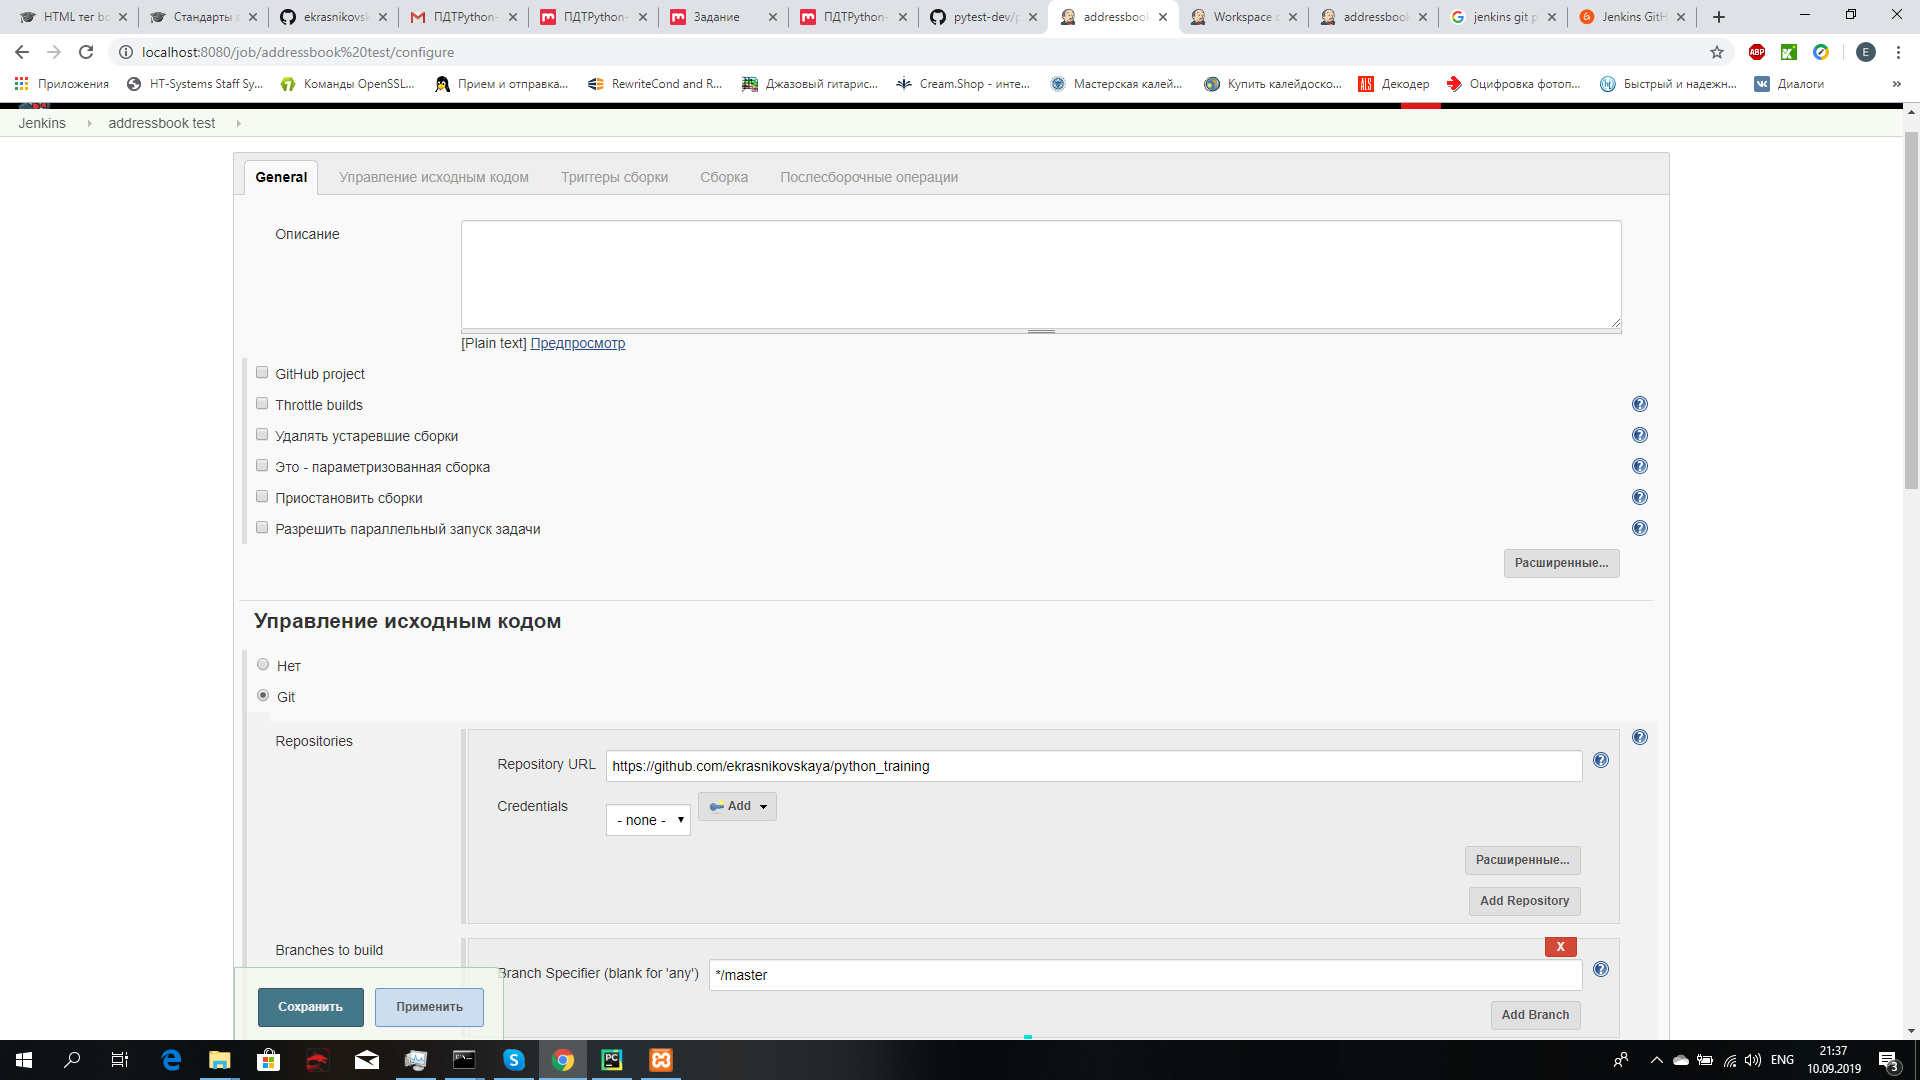 HTML тег bo
Стандарты
ekrasnikovsk
ПДТPython-
ПДТPython-
Задание
ПДТPython-
pytest-dev/p
addressbook
Workspace o
addressbook
jenkins git p
Jenkins GitH
localhost:8080/job/addressbook%20test/configure
ABP
E
Приложения
HT-Systems Staff Sy...
Команды OpenSSL...
Прием и отправка...
RewriteCond and R...
Джазовый гитарис...
Cream.Shop - инте...
Мастерская калей...
Купить калейдоско...
Декодер
Оцифровка фотоп...
Быстрый и надежн...
Диалоги
»
Jenkins
addressbook test
General
Управление исходным кодом
Триггеры сборки
Сборка
Послесборочные операции
Описание
[Plain text] Предпросмотр
GitHub project
Throttle builds
Удалять устаревшие сборки
Это - параметризованная сборка
Приостановить сборки
Разрешить параллельный запуск задачи
Расширенные...
Управление исходным кодом
Нет
Git
Repositories
Repository URL
https://github.com/ekrasnikovskaya/python_training
Credentials
- none -
Add
Расширенные...
Add Repository
Branches to build
X
Branch Specifier (blank for 'any')
*/master
Сохранить
Применить
Add Branch
ENG
21:37
10.09.2019
3